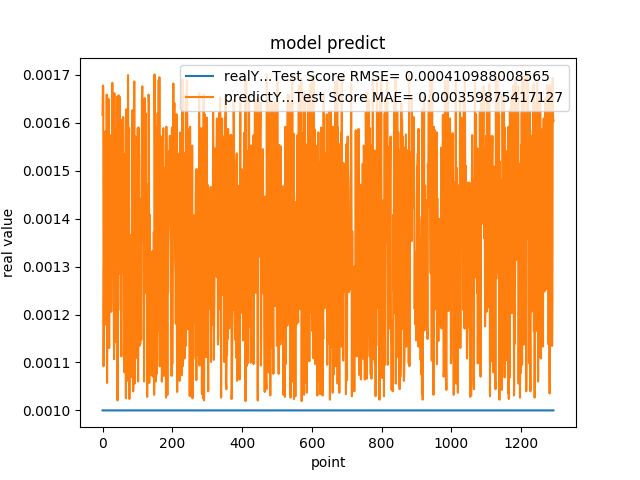 model predict
realY...Test Score RMSE= 0.000410988008565
predictY...Test Score MAE= 0.000359875417127
real value
0.0017
0.0016
0.0015
0.0014
0.0013
0.0012
0.0011
0.0010
0 200 400 600 800 1000 1200
point